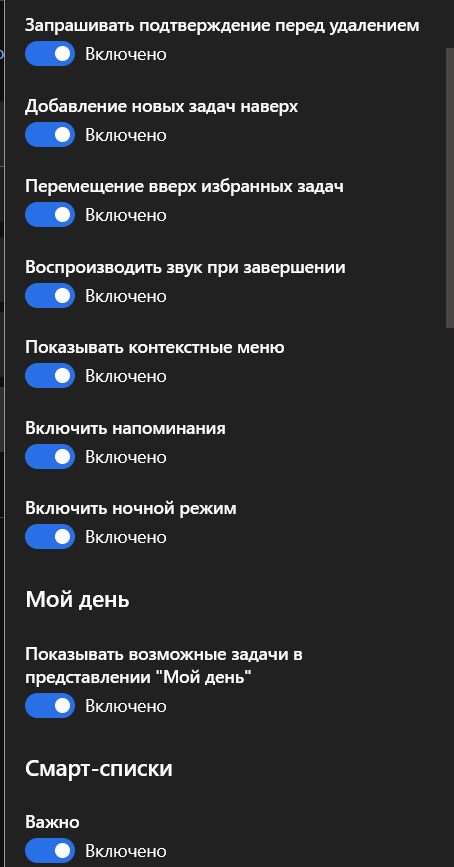 Запрашивать подтверждение перед удалением
Включено
Добавление новых задач наверх
Включено
Перемещение вверх избранных задач
Включено
Воспроизводить звук при завершении
Включено
Показывать контекстные меню
Включено
Включить напоминания
Включено
Включить ночной режим
Включено
Мой день
Показывать возможные задачи в
представлении "Мой день"
Включено
Смарт-списки
Важно
Включено